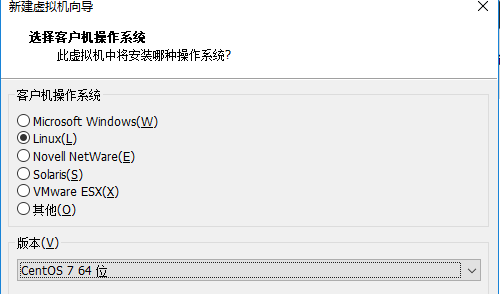 新建虚拟机向导
选择客户机操作系统
此虚拟机中将安装哪种操作系统?
客户机操作系统
Microsoft Windows(W)
Linux(L)
Novell NetWare(E)
Solaris(S)
VMware ESX(X)
其他(O)
版本(V)
CentOS 7 64 位